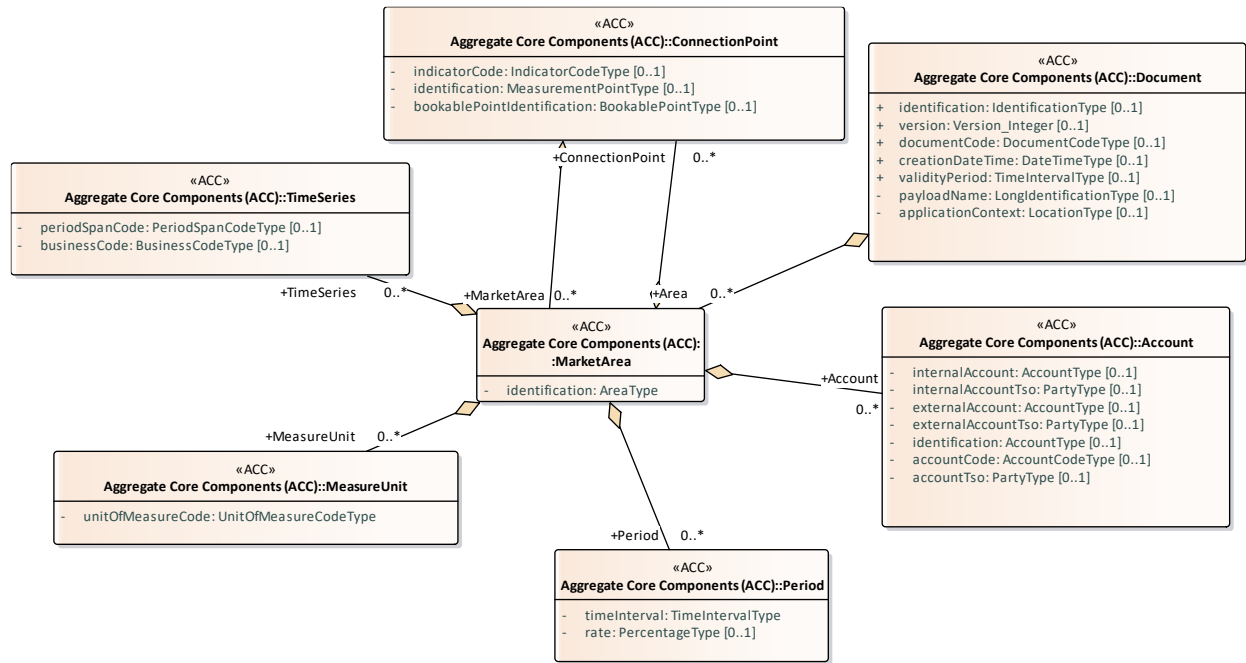 «ACC»
Aggregate Core Components (ACC)::ConnectionPoint
- indicatorCode: IndicatorCodeType [0..1]
- identification: MeasurementPointType [0..1]
- bookablePointIdentification: BookablePointType [0..1]
«ACC»
Aggregate Core Components (ACC)::Document
+ identification: IdentificationType [0..1]
+ version: Version_Integer [0..1]
+ documentCode: DocumentCodeType [0..1]
+ creationDateTime: DateTimeType [0..1]
+ validityPeriod: TimeIntervalType [0..1]
- payloadName: LongIdentificationType [0..1]
- applicationContext: LocationType [0..1]
+ConnectionPoint 0..*
«ACC»
Aggregate Core Components (ACC)::TimeSeries
- periodSpanCode: PeriodSpanCodeType [0..1]
- businessCode: BusinessCodeType [0..1]
+TimeSeries 0..*
+MarketArea 0..*
+Area 0..*
«ACC»
Aggregate Core Components (ACC):
:MarketArea
- identification: AreaType
«ACC»
Aggregate Core Components (ACC)::Account
- internalAccount: AccountType [0..1]
- internalAccountTso: PartyType [0..1]
- externalAccount: AccountType [0..1]
- externalAccountTso: PartyType [0..1]
- identification: AccountType [0..1]
- accountCode: AccountCodeType [0..1]
- accountTso: PartyType [0..1]
+Account
0..*
+MeasureUnit 0..*
«ACC»
Aggregate Core Components (ACC)::MeasureUnit
- unitOfMeasureCode: UnitOfMeasureCodeType
+Period 0..*
«ACC»
Aggregate Core Components (ACC)::Period
- timeInterval: TimeIntervalType
- rate: PercentageType [0..1]